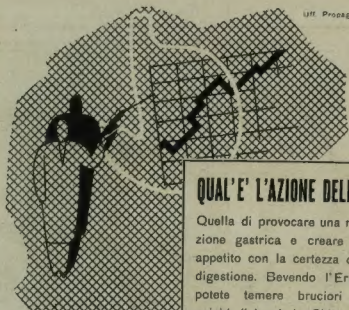 Uff. Propag
QUAL'E' L'AZIONE DEL
Quella di provocare una
zione gastrica e creare
appetito con la certezza
digestione. Bevendo l'Er
potete temere bruciori